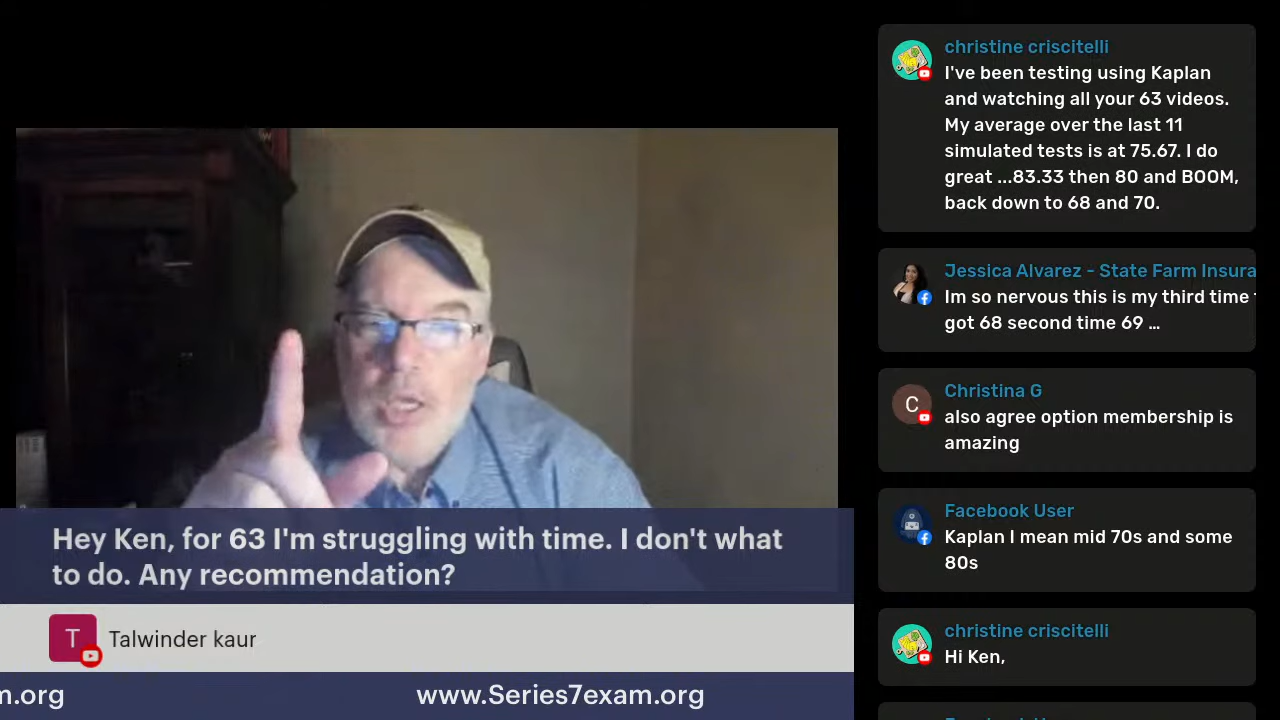 Hey Ken, for 63 I'm struggling with time. I don't what
to do. Any recommendation?
T
Talwinder kaur
m.org
www.Series7exam.org
christine criscitelli
I've been testing using Kaplan
and watching all your 63 videos.
My average over the last 11
simulated tests is at 75.67. I do
great ...83.33 then 80 and BOOM,
back down to 68 and 70.
Jessica Alvarez - State Farm Insura
Im so nervous this is my third time
got 68 second time 69 ...
C
Christina G
also agree option membership is
amazing
Facebook User
Kaplan I mean mid 70s and some
80s
christine criscitelli
Hi Ken,